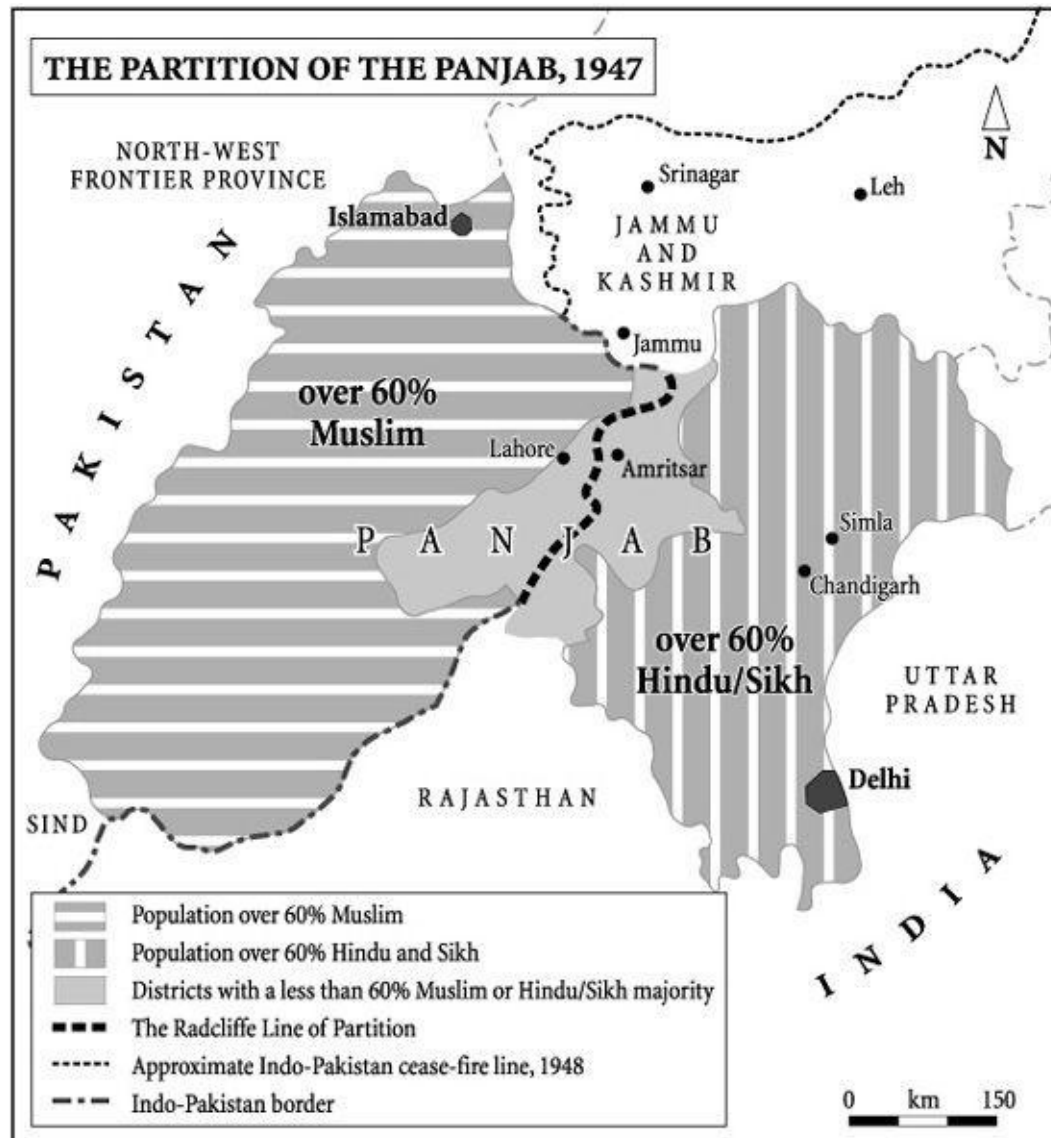 THE PARTITION OF THE PANJAB, 1947
NORTH-WEST
FRONTIER PROVINCE
N
Srinagar
Leh
Islamabad
JAMMU
AND
KASHMIR
PAKISTAN
Jammu
over 60%
Muslim
Lahore
Amritsar
PANJAB
Simla
Chandigarh
over 60%
Hindu/Sikh
UTTAR
PRADESH
Delhi
RAJASTHAN
SIND
INDIA
Population over 60% Muslim
Population over 60% Hindu and Sikh
Districts with a less than 60% Muslim or Hindu/Sikh majority
The Radcliffe Line of Partition
Approximate Indo-Pakistan cease-fire line, 1948
Indo-Pakistan border
0 km 150